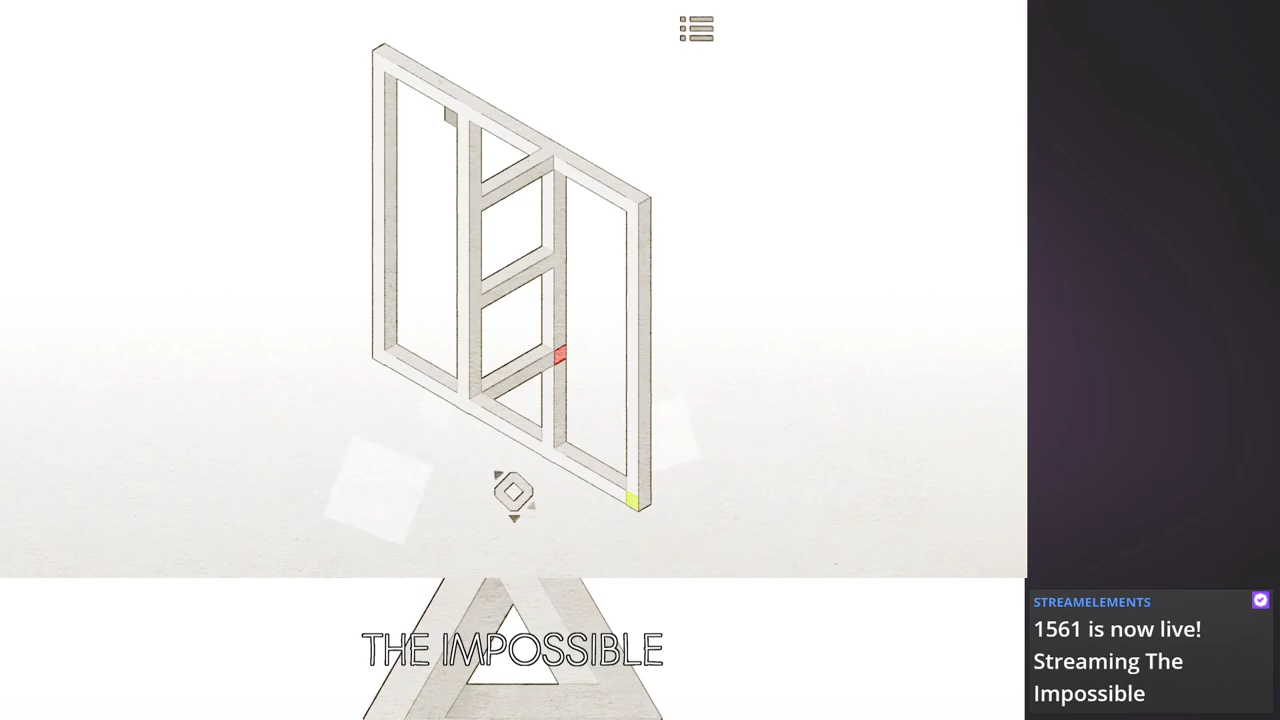 THE IMPOSSIBLE
STREAMELEMENTS
1561 is now live!
Streaming The
Impossible